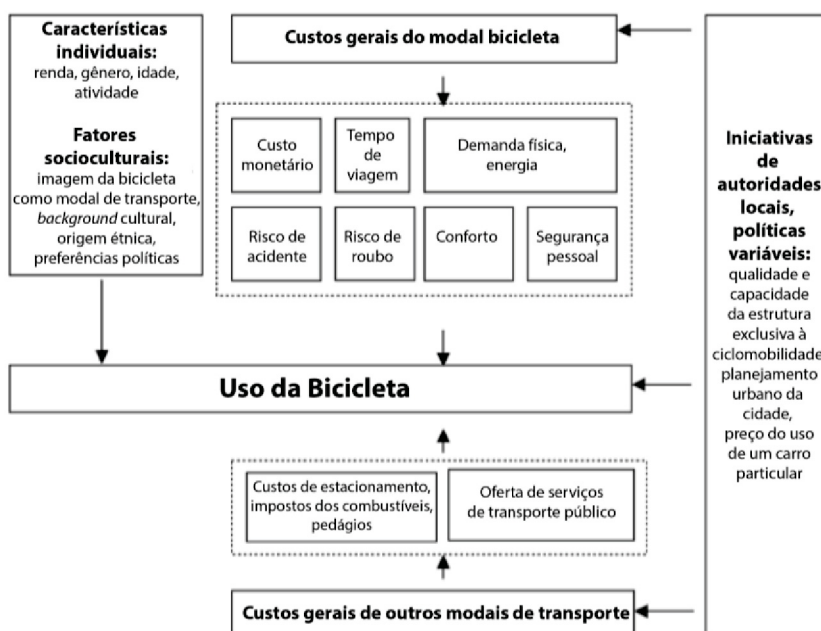 Características
individuais:
renda, gênero, idade,
atividade
Fatores
socioculturais:
imagem da bicicleta
como modal de transporte,
background cultural,
origem étnica,
preferências políticas
Custos gerais do modal bicicleta
Custo
monetário
Tempo
de
viagem
Demanda física,
energia
Risco de
acidente
Risco de
roubo
Conforto
Segurança
pessoal
Uso da Bicicleta
Custos de estacionamento,
impostos dos combustíveis,
pedágios
Oferta de serviços
de transporte público
Custos gerais de outros modais de transporte
Iniciativas
de
autoridades
locais,
políticas
variáveis:
qualidade e
capacidade
da estrutura
exclusiva à
ciclomobilidade
planejamento
urbano da
cidade,
preço do uso
de um carro
particular